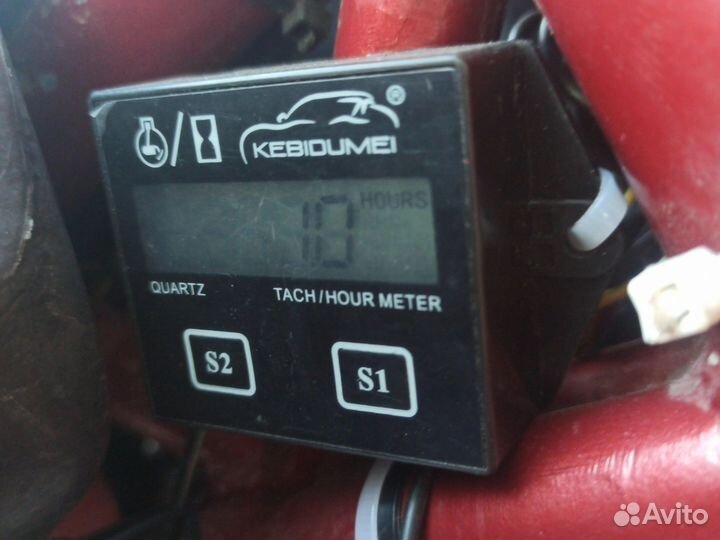 ®
KEBIDUMEI
HOURS
10
QUARTZ
TACH/HOUR METER
S2
S1
Avito